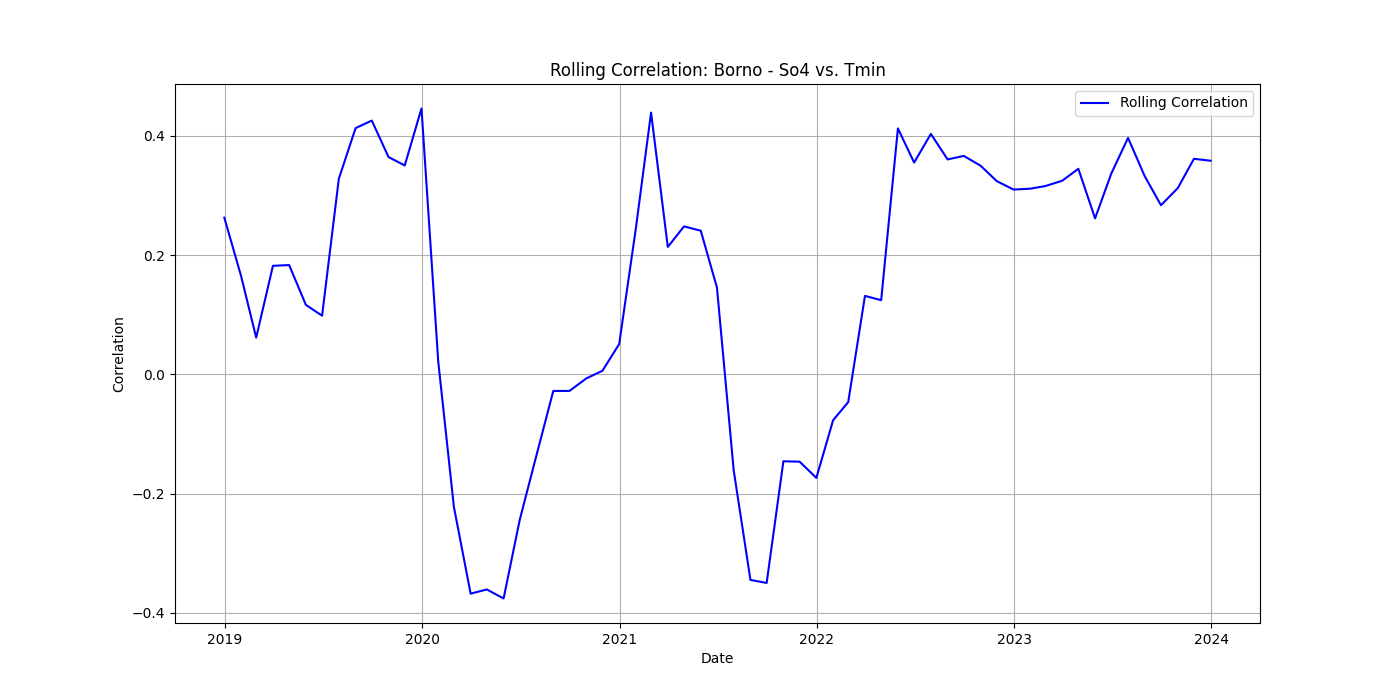 Rolling Correlation: Borno - So4 vs. Tmin
Rolling Correlation
Correlation
0.4
0.2
0.0
−0.2
−0.4
2019 2020 2021 2022 2023 2024
Date